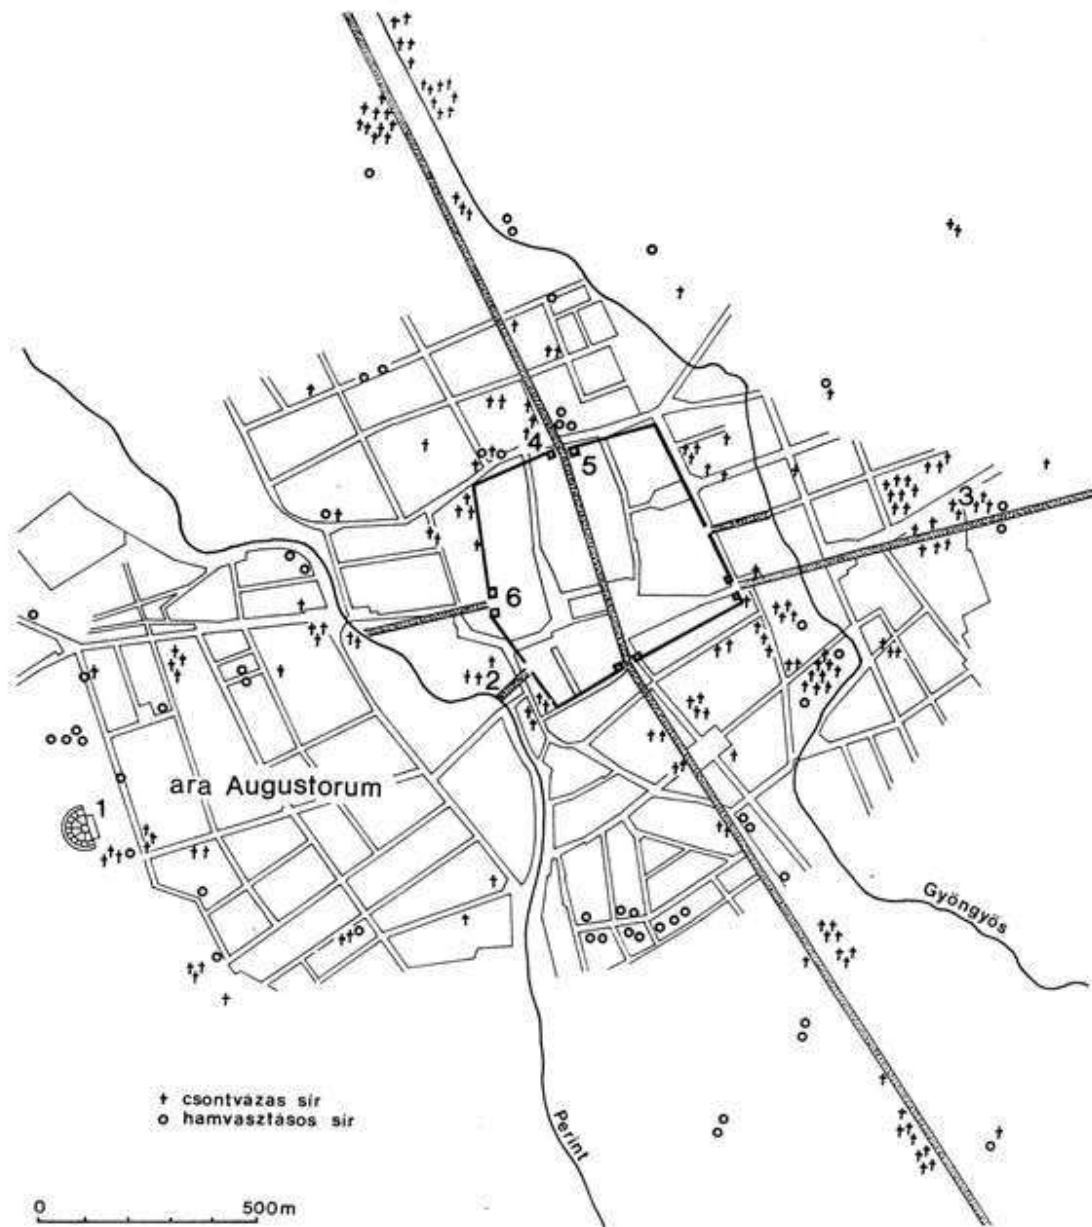 4
5
3
6
2
ara Augustorum
1
Gyöngyös
† csontvázas sír
o hamvasztásos sír
Perint
0 500m